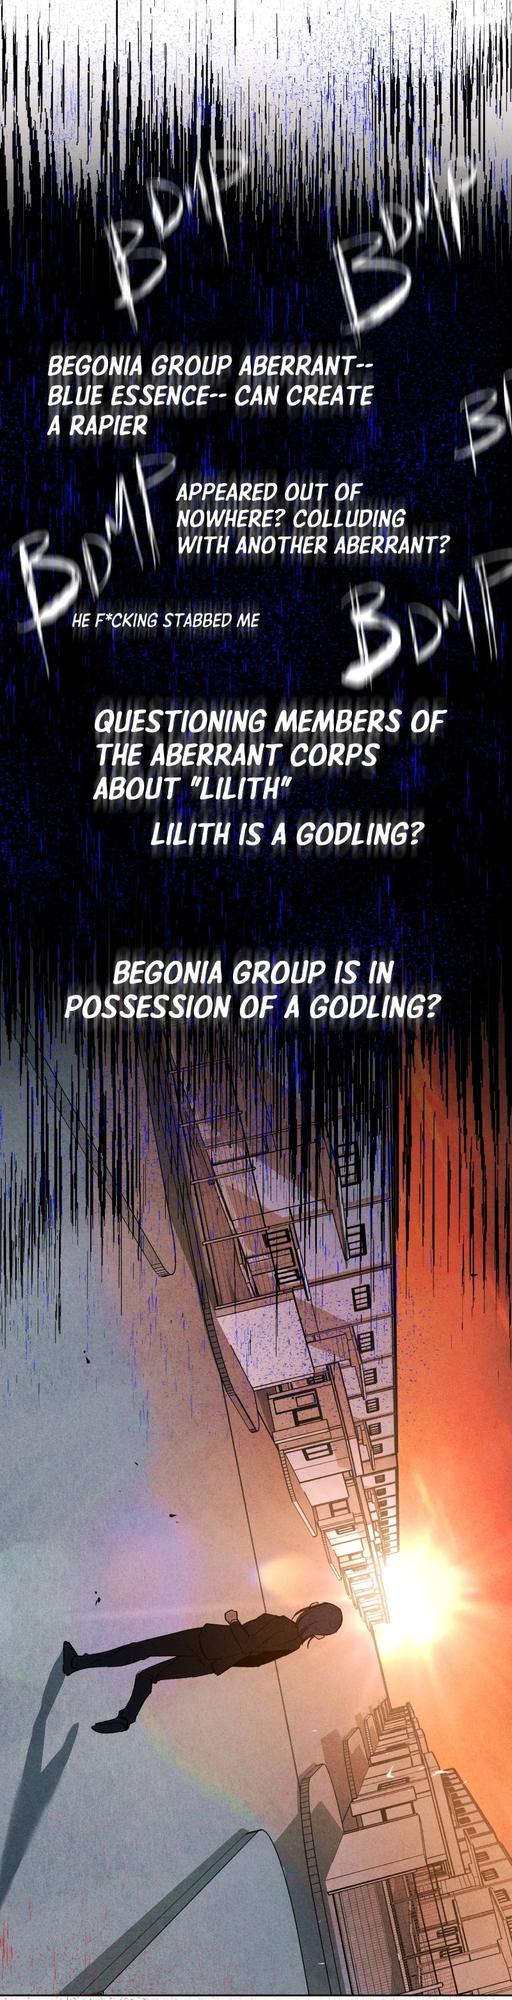 BDMP
BDMP
BEGONIA GROUP ABERRANT--
BLUE ESSENCE-- CAN CREATE
A RAPIER
BD
APPEARED OUT OF
NOWHERE? COLLUDING
WITH ANOTHER ABERRANT?
BDMP
HE F*CKING STABBED ME
BDMP
QUESTIONING MEMBERS OF
THE ABERRANT CORPS
ABOUT "LILITH"
LILITH IS A GODLING?
BEGONIA GROUP IS IN
POSSESSION OF A GODLING?